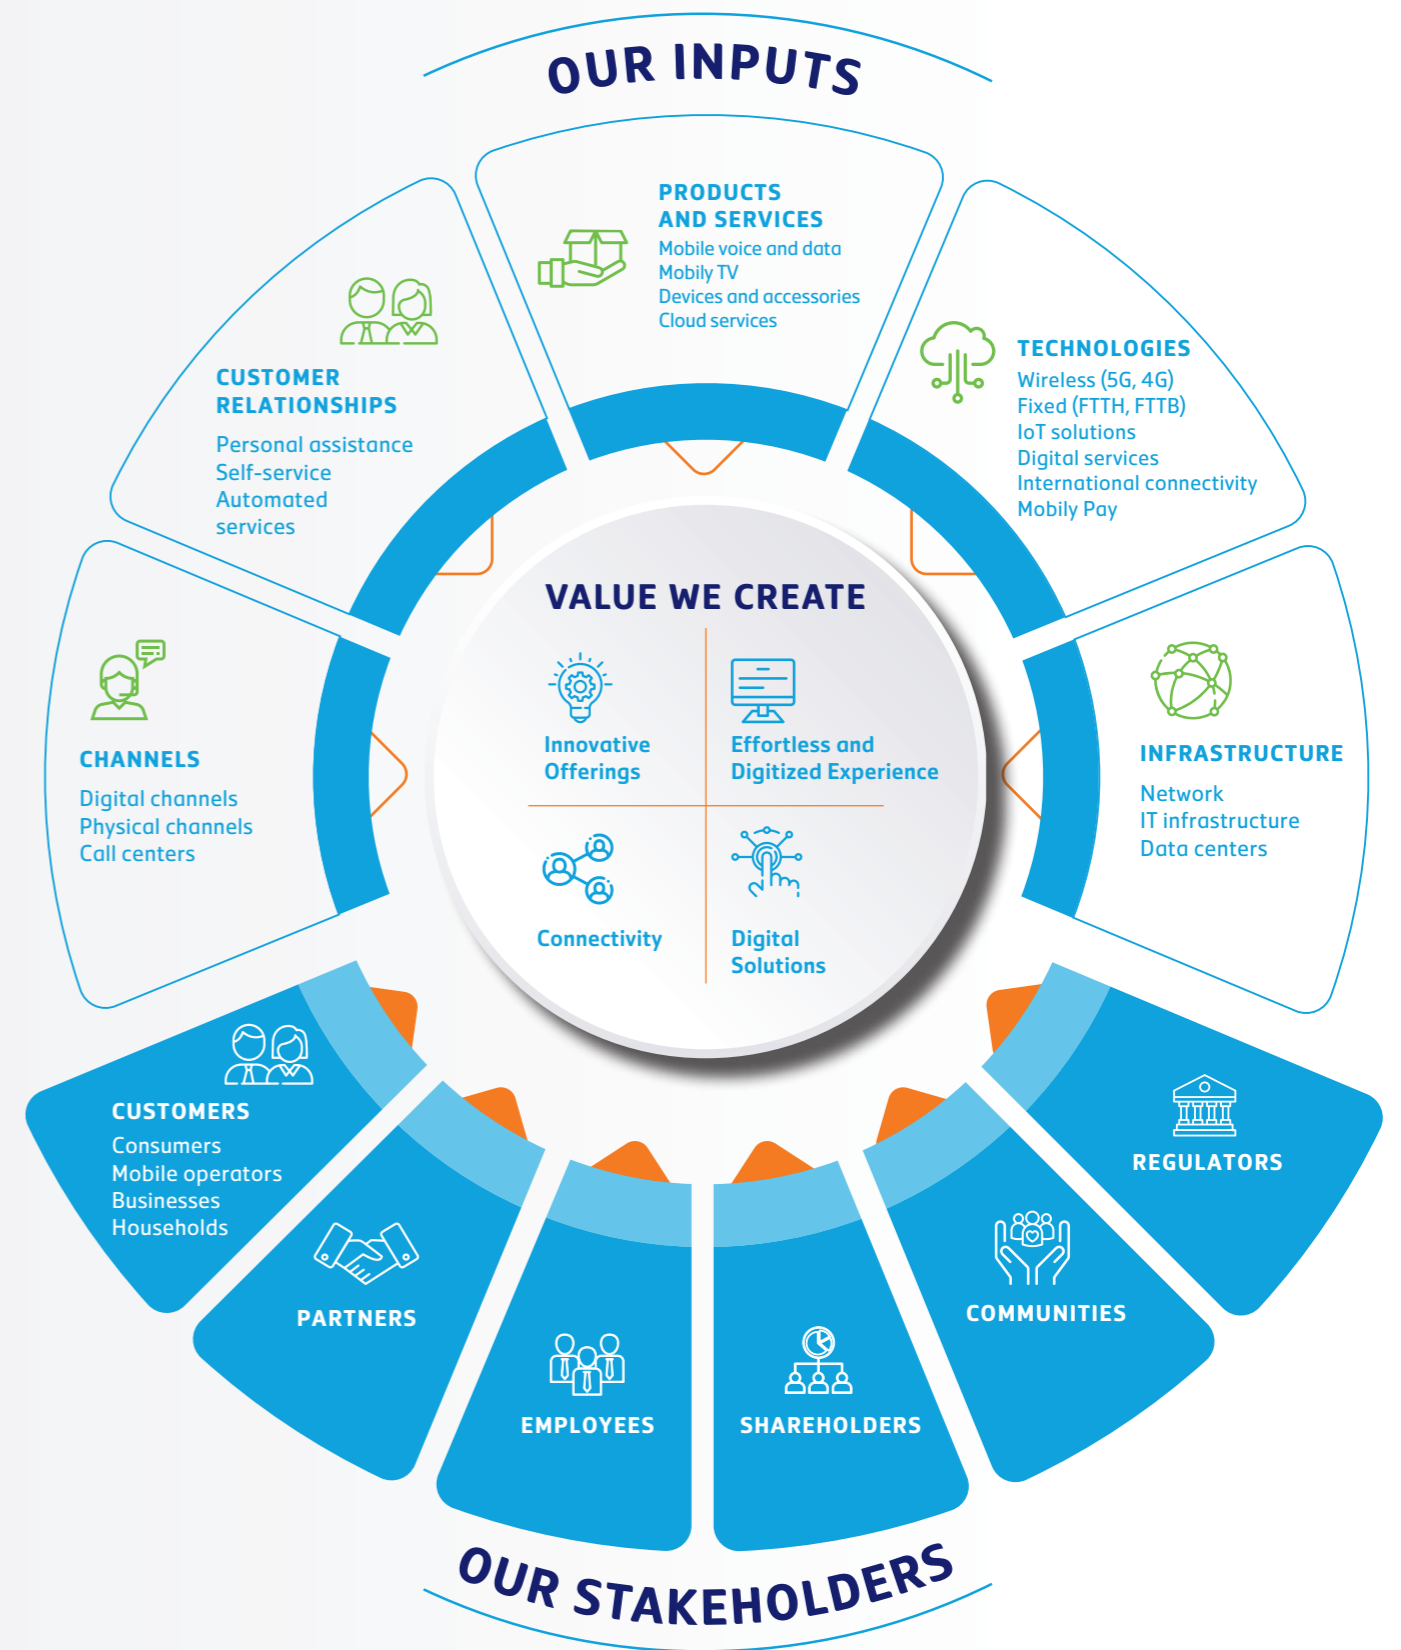 OUR INPUTS
PRODUCTS
AND SERVICES
Mobile voice and data
Mobily TV
Devices and accessories
Cloud services
CUSTOMER
RELATIONSHIPS
Personal assistance
Self-service
Automated
services
TECHNOLOGIES
Wireless (5G, 4G)
Fixed (FTTH, FTTB)
IoT solutions
Digital services
International connectivity
Mobily Pay
CHANNELS
Digital channels
Physical channels
Call centers
INFRASTRUCTURE
Network
IT infrastructure
Data centers
VALUE WE CREATE
Innovative
Offerings
Effortless and
Digitized Experience
Connectivity
Digital
Solutions
CUSTOMERS
Consumers
Mobile operators
Businesses
Households
PARTNERS
EMPLOYEES
SHAREHOLDERS
COMMUNITIES
REGULATORS
OUR STAKEHOLDERS